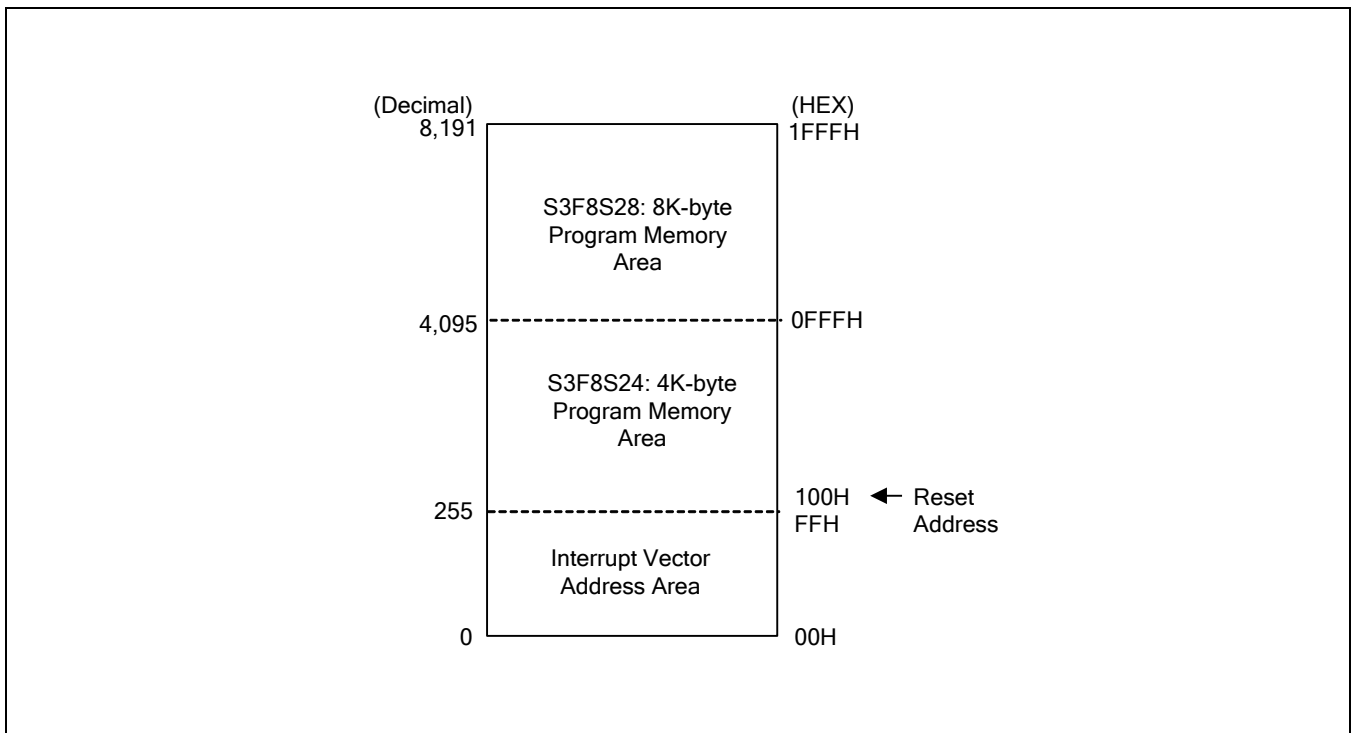 (Decimal)
8,191
(HEX)
1FFFH
S3F8S28: 8K-byte
Program Memory
Area
4,095
0FFFH
S3F8S24: 4K-byte
Program Memory
Area
255
100H
FFH
Reset
Address
Interrupt Vector
Address Area
0
00H